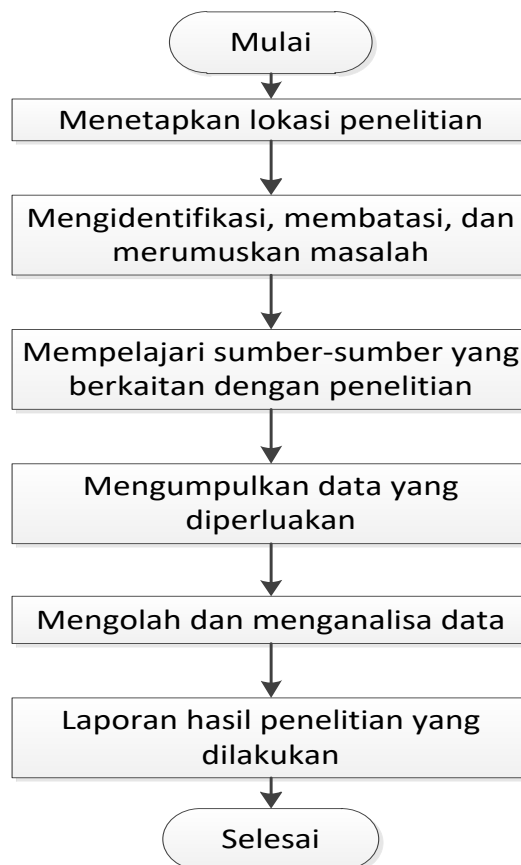 Mulai
Menetapkan lokasi penelitian
Mengidentifikasi, membatasi, dan
merumuskan masalah
Mempelajari sumber-sumber yang
berkaitan dengan penelitian
Mengumpulkan data yang
diperluakan
Mengolah dan menganalisa data
Laporan hasil penelitian yang
dilakukan
Selesai